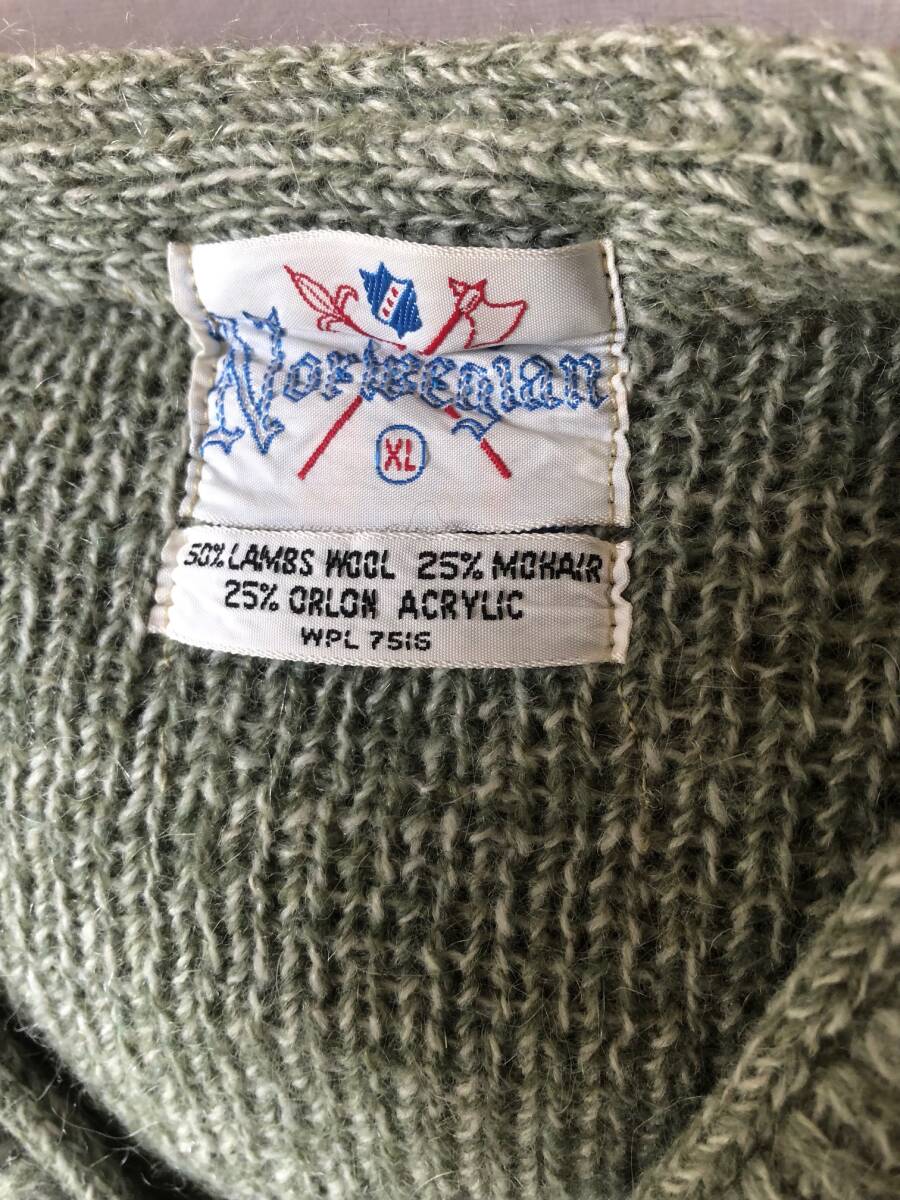 Norwegian
XL
50% LAMBS WOOL 25% MOHAIR
25% ORLON ACRYLIC
WPL 7516